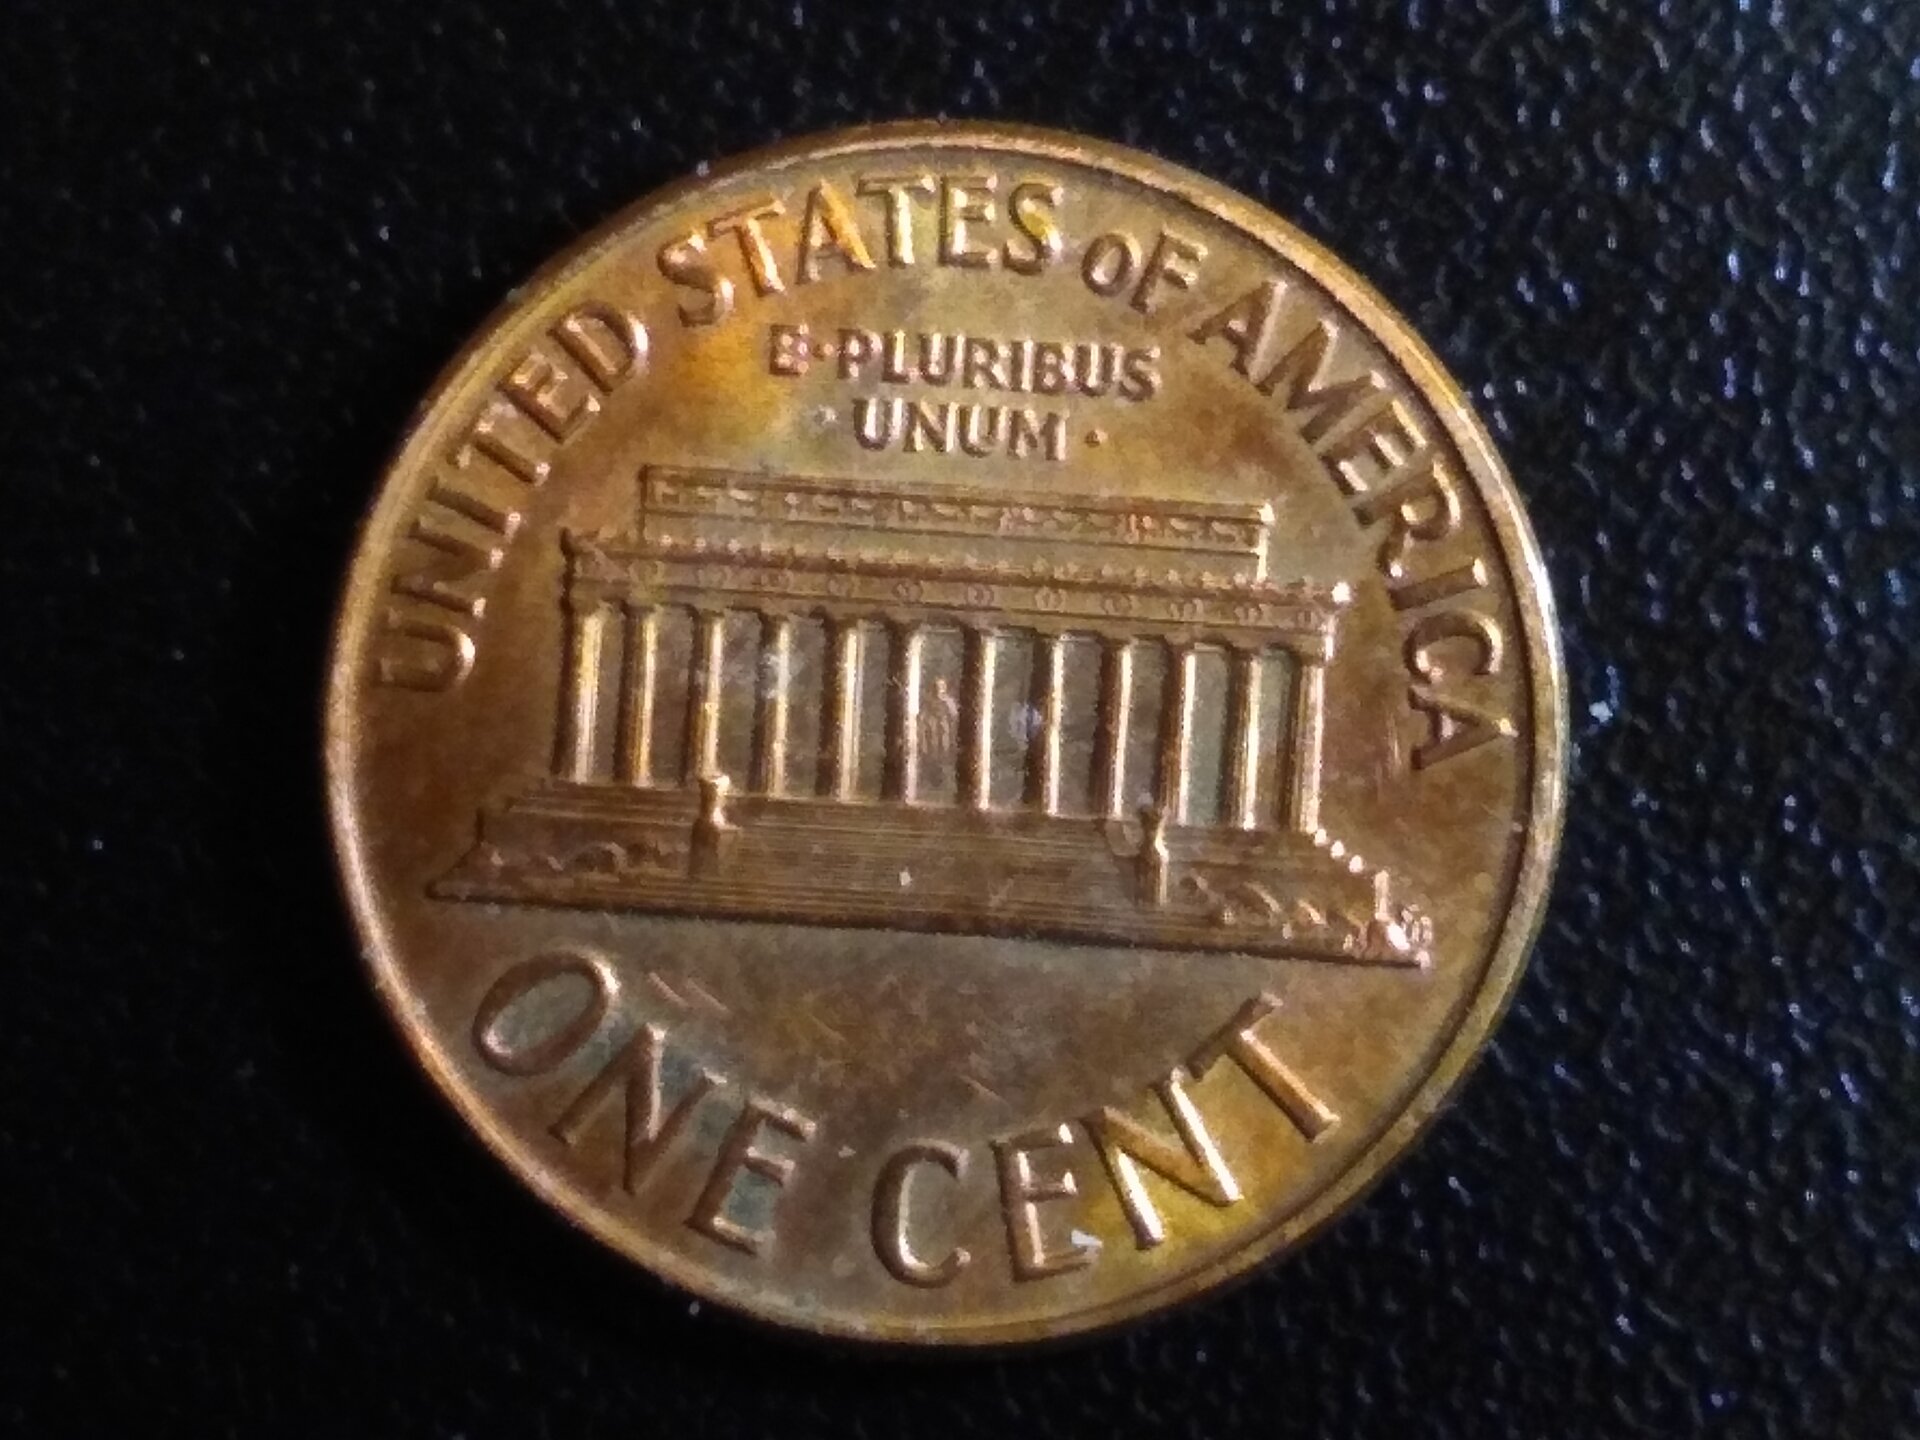 UNITED STATES OF AMERICA
E·PLURIBUS
·UNUM·
ONE CENT